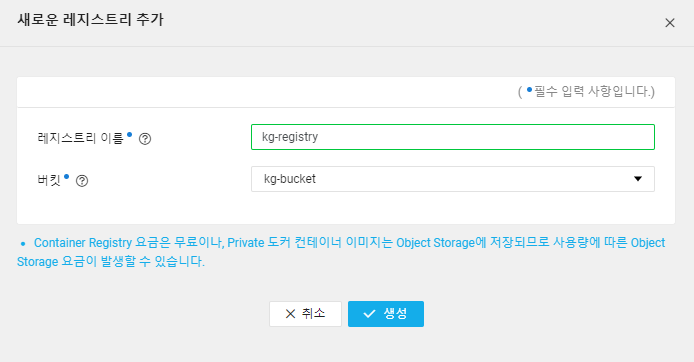 새로운 레지스트리 추가
( •필수 입력 사항입니다.)
레지스트리 이름• ? kg-registry
버킷• ? kg-bucket
• Container Registry 요금은 무료이나, Private 도커 컨테이너 이미지는 Object Storage에 저장되므로 사용량에 따른 Object
Storage 요금이 발생할 수 있습니다.
취소 생성